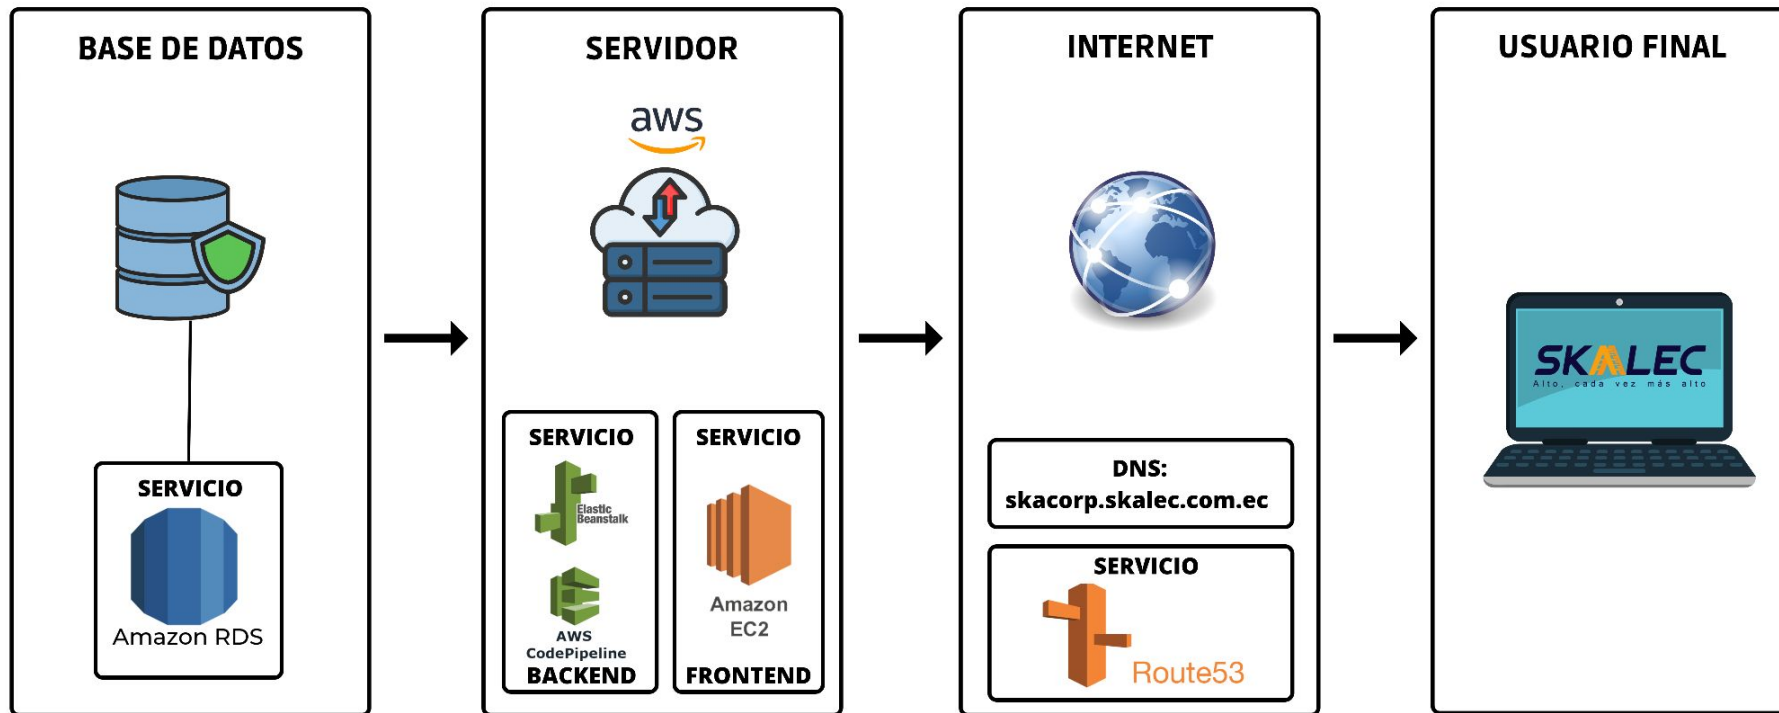 BASE DE DATOS
SERVICIO
Amazon RDS
SERVIDOR
aws
SERVICIO
Elastic
Beanstalk
AWS
CodePipeline
BACKEND
SERVICIO
Amazon
EC2
FRONTEND
INTERNET
DNS:
skacorp.skalec.com.ec
SERVICIO
Route53
USUARIO FINAL
SKALEC
Alto, cada vez más alto